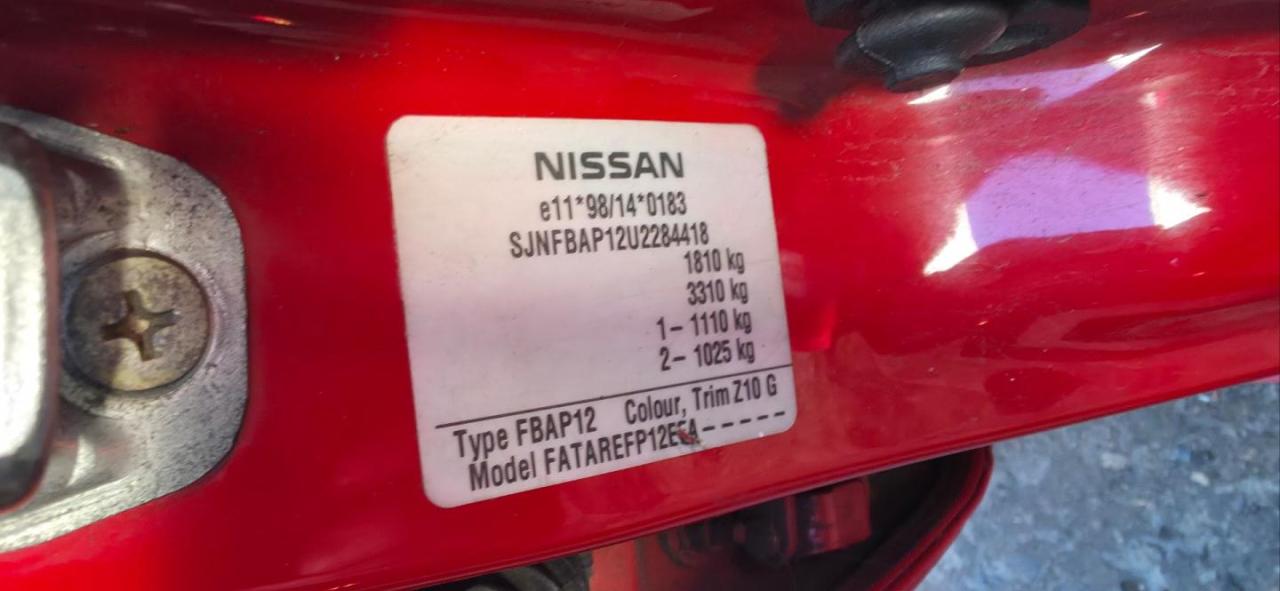 NISSAN
e11*98/14*0183
SJNFBAP12U2284418
1810 kg
3310 kg
1– 1110 kg
2– 1025 kg
Type FBAP12 Colour, Trim Z10 G
Model